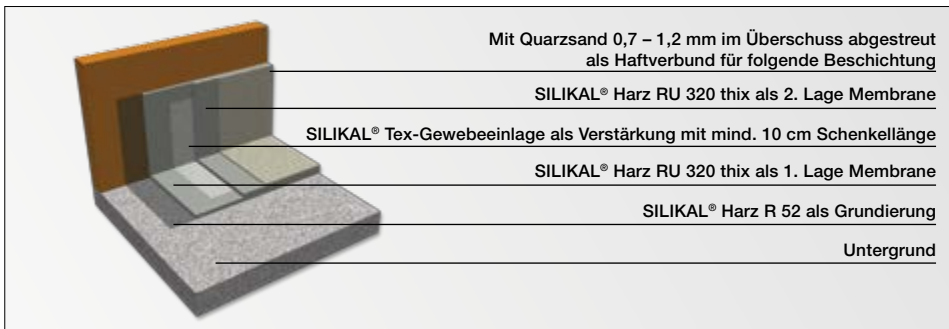 Mit Quarzsand 0,7 – 1,2 mm im Überschuss abgestreut
als Haftverbund für folgende Beschichtung
SILIKAL® Harz RU 320 thix als 2. Lage Membrane
SILIKAL® Tex-Gewebeeinlage als Verstärkung mit mind. 10 cm Schenkellänge
SILIKAL® Harz RU 320 thix als 1. Lage Membrane
SILIKAL® Harz R 52 als Grundierung
Untergrund